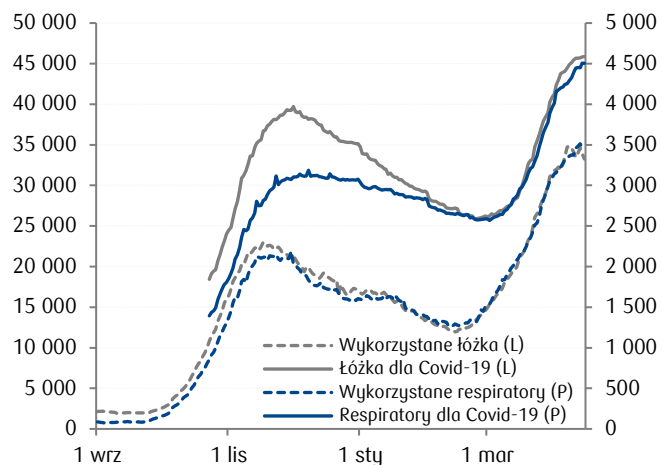 50 000 5 000
45 000 4 500
40 000 4 000
35 000 3 500
30 000 3 000
25 000 2 500
20 000 2 000
15 000 1 500
10 000 1 000
5 000 500
0 0
Wykorzystane łóżka (L)
Łóżka dla Covid-19 (L)
Wykorzystane respiratory (P)
Respiratory dla Covid-19 (P)
1 wrz 1 lis 1 sty 1 mar